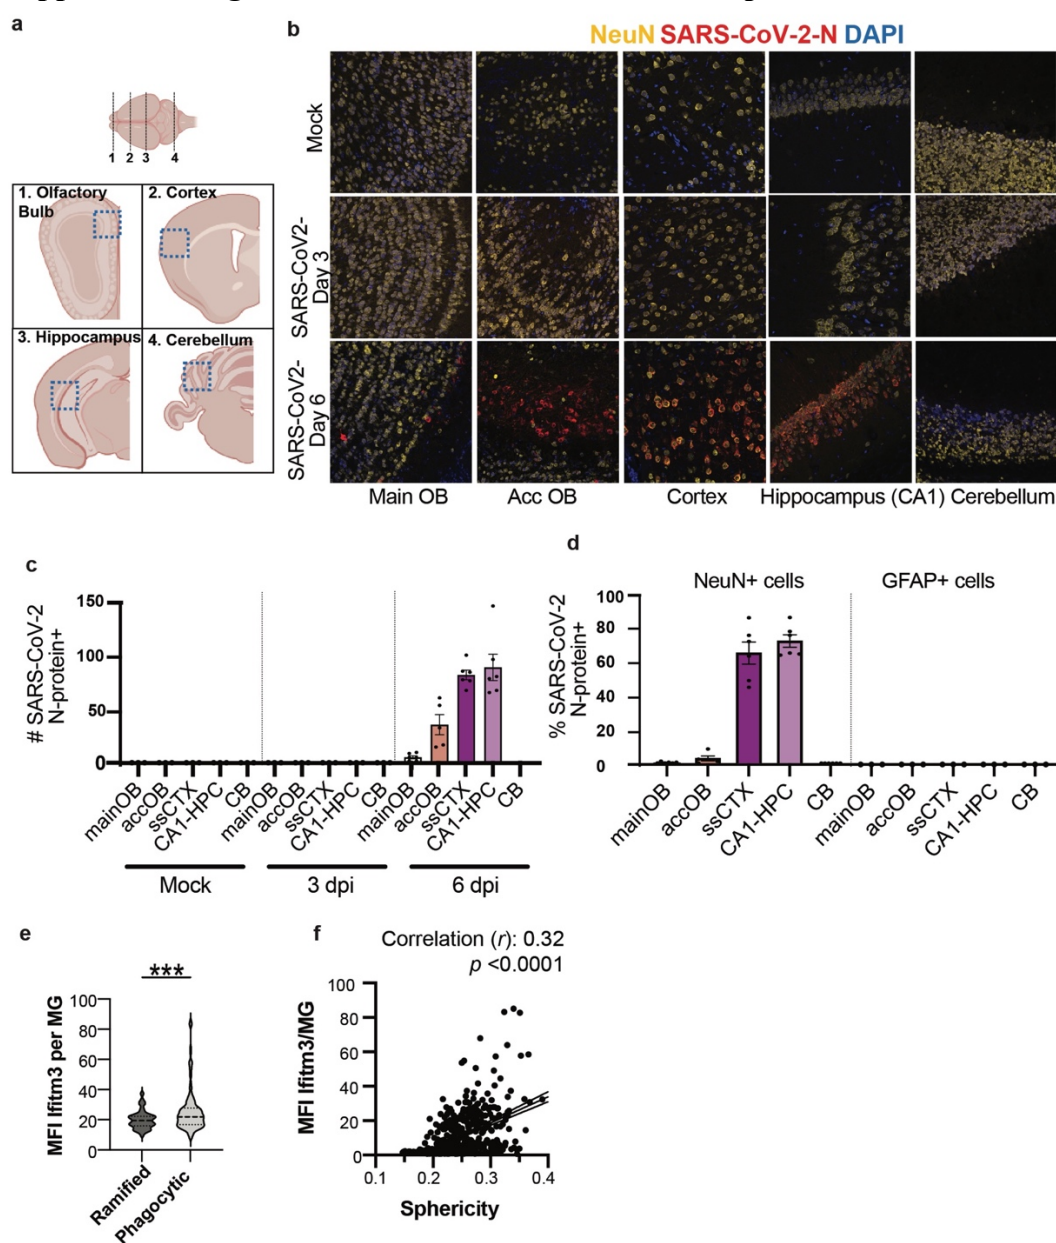 a
1 2 3 4
1. Olfactory
Bulb
2. Cortex
3. Hippocampus
4. Cerebellum
b
NeuN SARS-CoV-2-N DAPI
Mock
SARS-CoV2-
Day 3
SARS-CoV2-
Day 6
Main OB
Acc OB
Cortex
Hippocampus (CA1)
Cerebellum
c
# SARS-CoV-2
N-protein+
150
100
50
0
mainOB
accOB
ssCTX
CA1-HPC
CB
mainOB
accOB
ssCTX
CA1-HPC
CB
mainOB
accOB
ssCTX
CA1-HPC
CB
Mock
3 dpi
6 dpi
d
NeuN+ cells
GFAP+ cells
% SARS-CoV-2
N-protein+
100
80
60
40
20
0
mainOB
accOB
ssCTX
CA1-HPC
CB
mainOB
accOB
ssCTX
CA1-HPC
CB
e
***
MFI Ifitm3 per MG
100
80
60
40
20
0
Ramified
Phagocytic
f
Correlation (r): 0.32
p <0.0001
MFI Ifitm3/MG
100
80
60
40
20
0
0.1
0.2
0.3
0.4
Sphericity